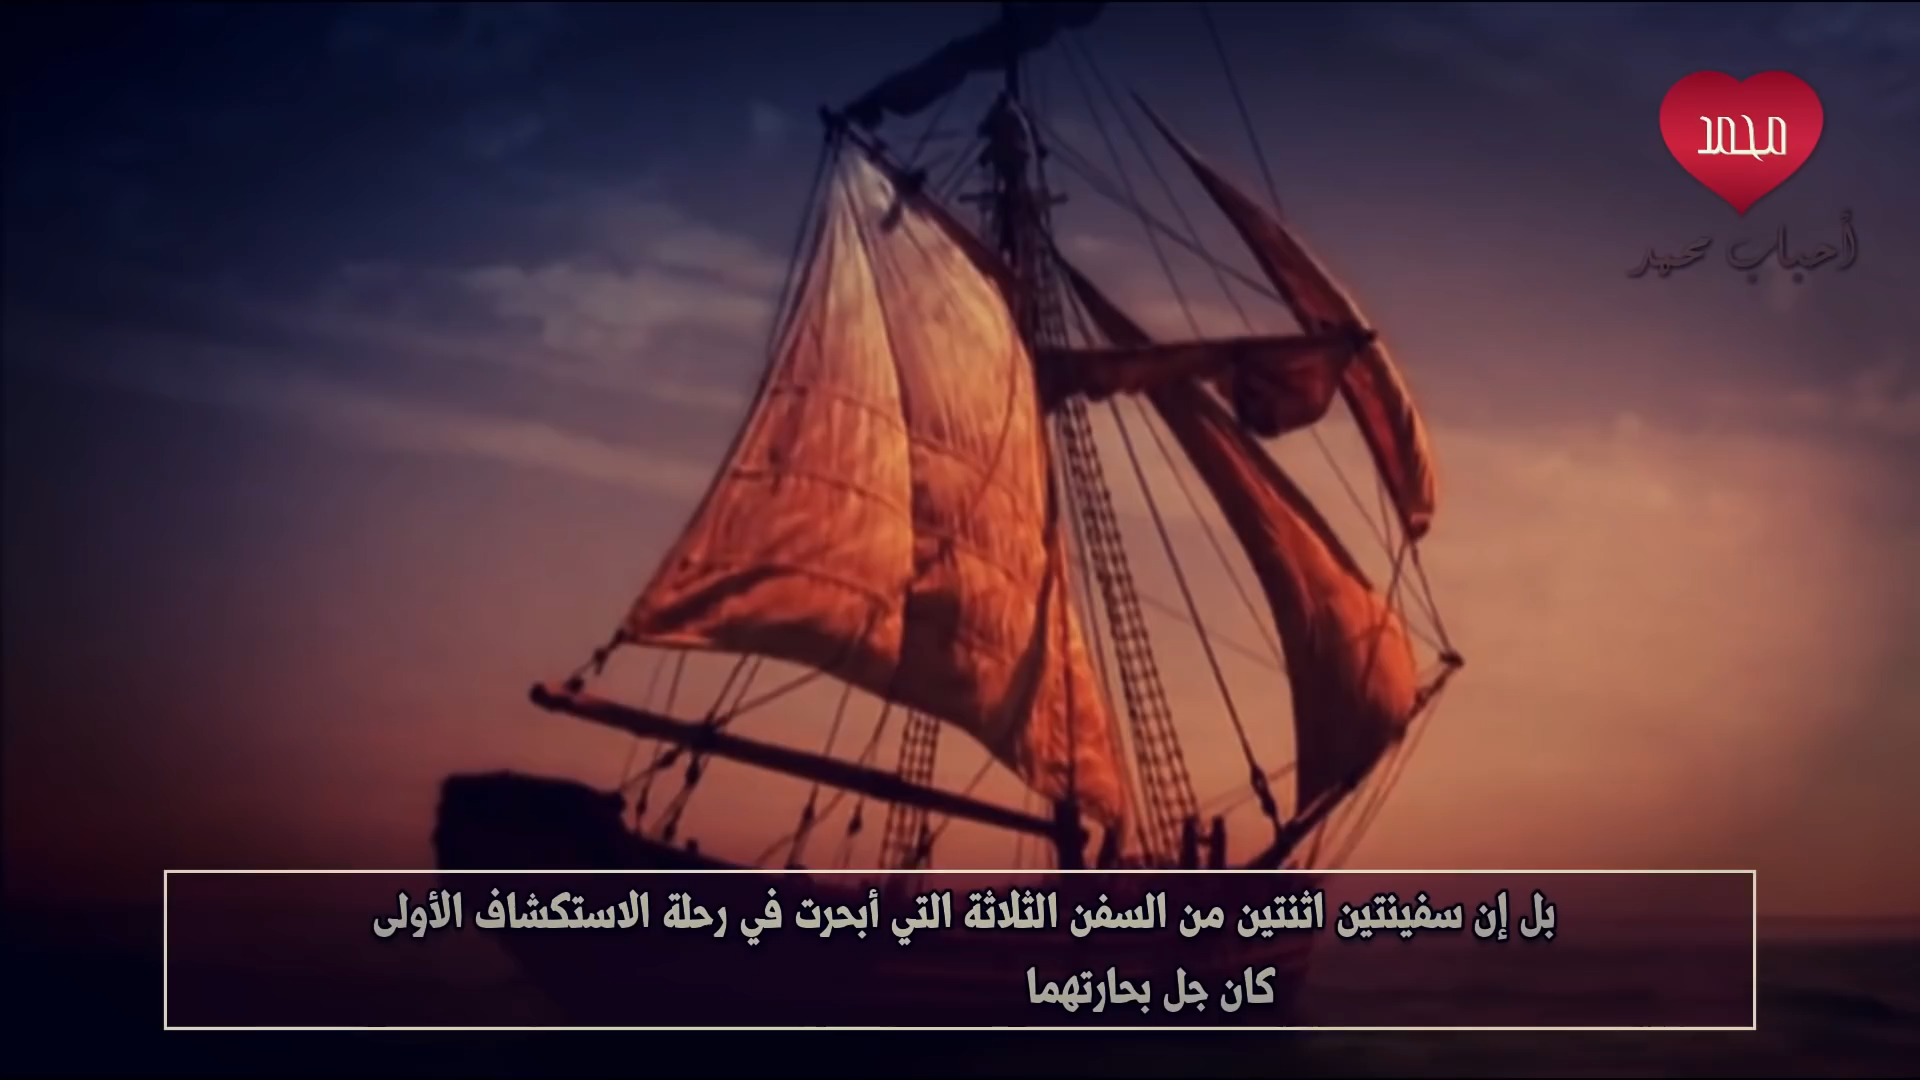 محمد
أحباب محمد
بل إن سفينتين اثنتين من السفن الثلاثة التي أبحرت في رحلة الاستكشاف الأولى
كان جل بحارتهما